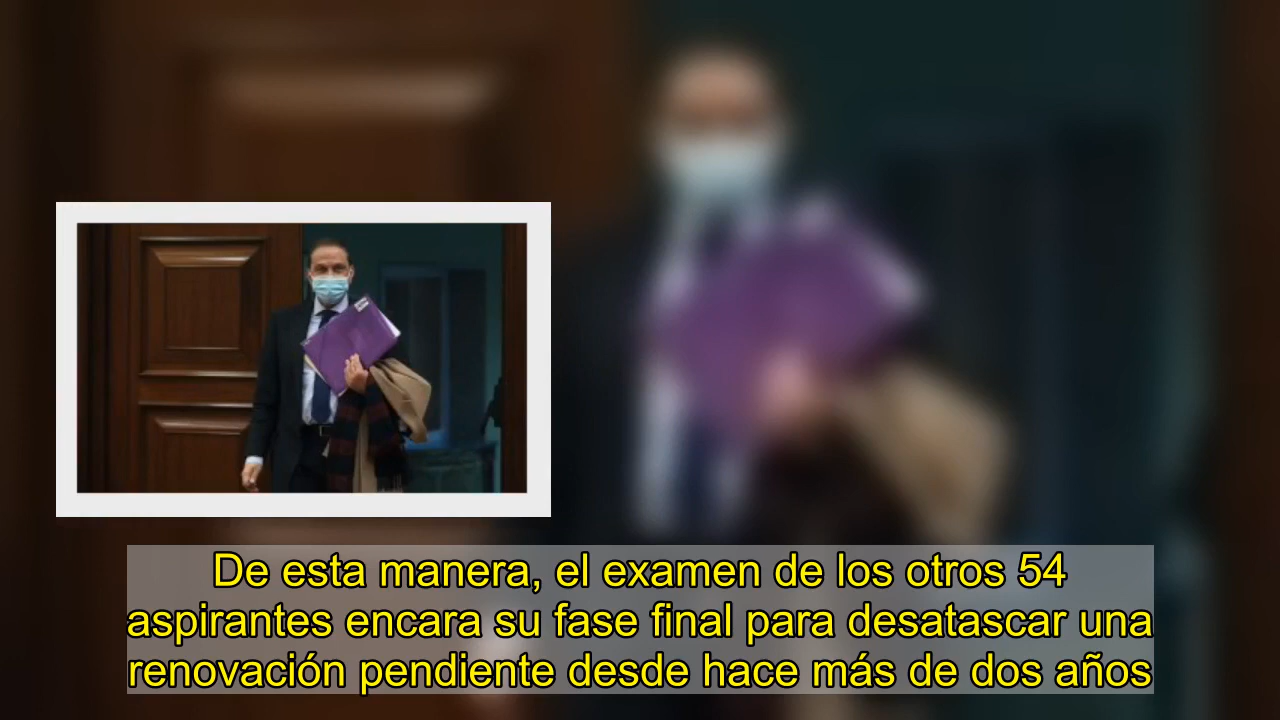 De esta manera, el examen de los otros 54
aspirantes encara su fase final para desatascar una
renovación pendiente desde hace más de dos años